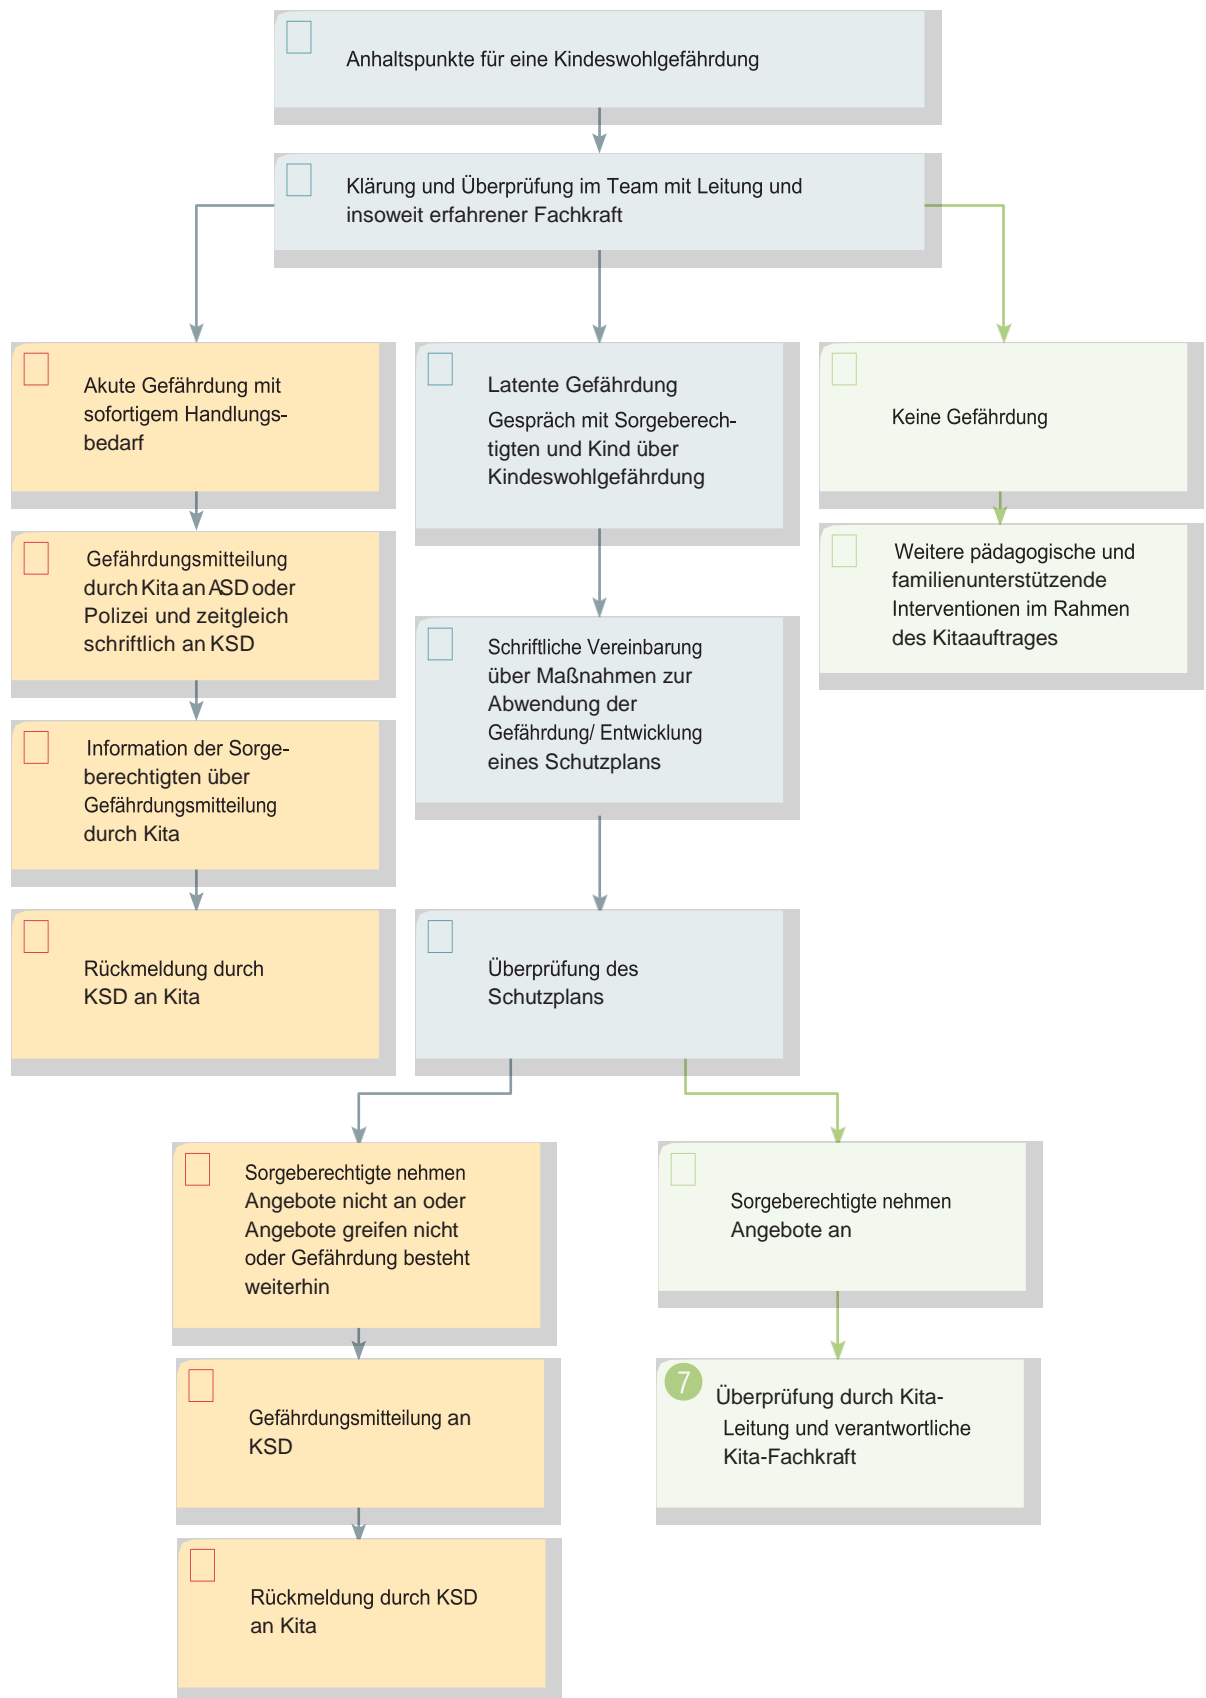 Anhaltspunkte für eine Kindeswohlgefährdung
Klärung und Überprüfung im Team mit Leitung und
insoweit erfahrener Fachkraft
Akute Gefährdung mit
sofortigem Handlungs-
bedarf
Latente Gefährdung
Gespräch mit Sorgeberech-
tigten und Kind über
Kindeswohlgefährdung
Keine Gefährdung
Gefährdungsmitteilung
durch Kita an ASD oder
Polizei und zeitgleich
schriftlich an KSD
Weitere pädagogische und
familienunterstützende
Interventionen im Rahmen
des Kitaauftrages
Schriftliche Vereinbarung
über Maßnahmen zur
Abwendung der
Gefährdung/ Entwicklung
eines Schutzplans
Information der Sorge-
berechtigten über
Gefährdungsmitteilung
durch Kita
Rückmeldung durch
KSD an Kita
Überprüfung des
Schutzplans
Sorgeberechtigte nehmen
Angebote nicht an oder
Angebote greifen nicht
oder Gefährdung besteht
weiterhin
Sorgeberechtigte nehmen
Angebote an
Gefährdungsmitteilung an
KSD
7
Überprüfung durch Kita-
Leitung und verantwortliche
Kita-Fachkraft
Rückmeldung durch KSD
an Kita